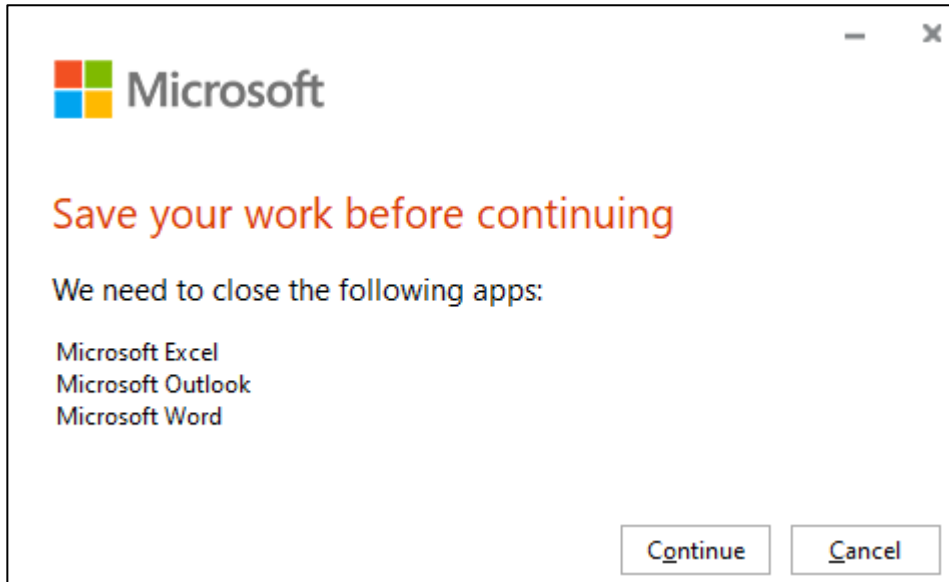 Microsoft
Save your work before continuing
We need to close the following apps:
Microsoft Excel
Microsoft Outlook
Microsoft Word
Continue
Cancel